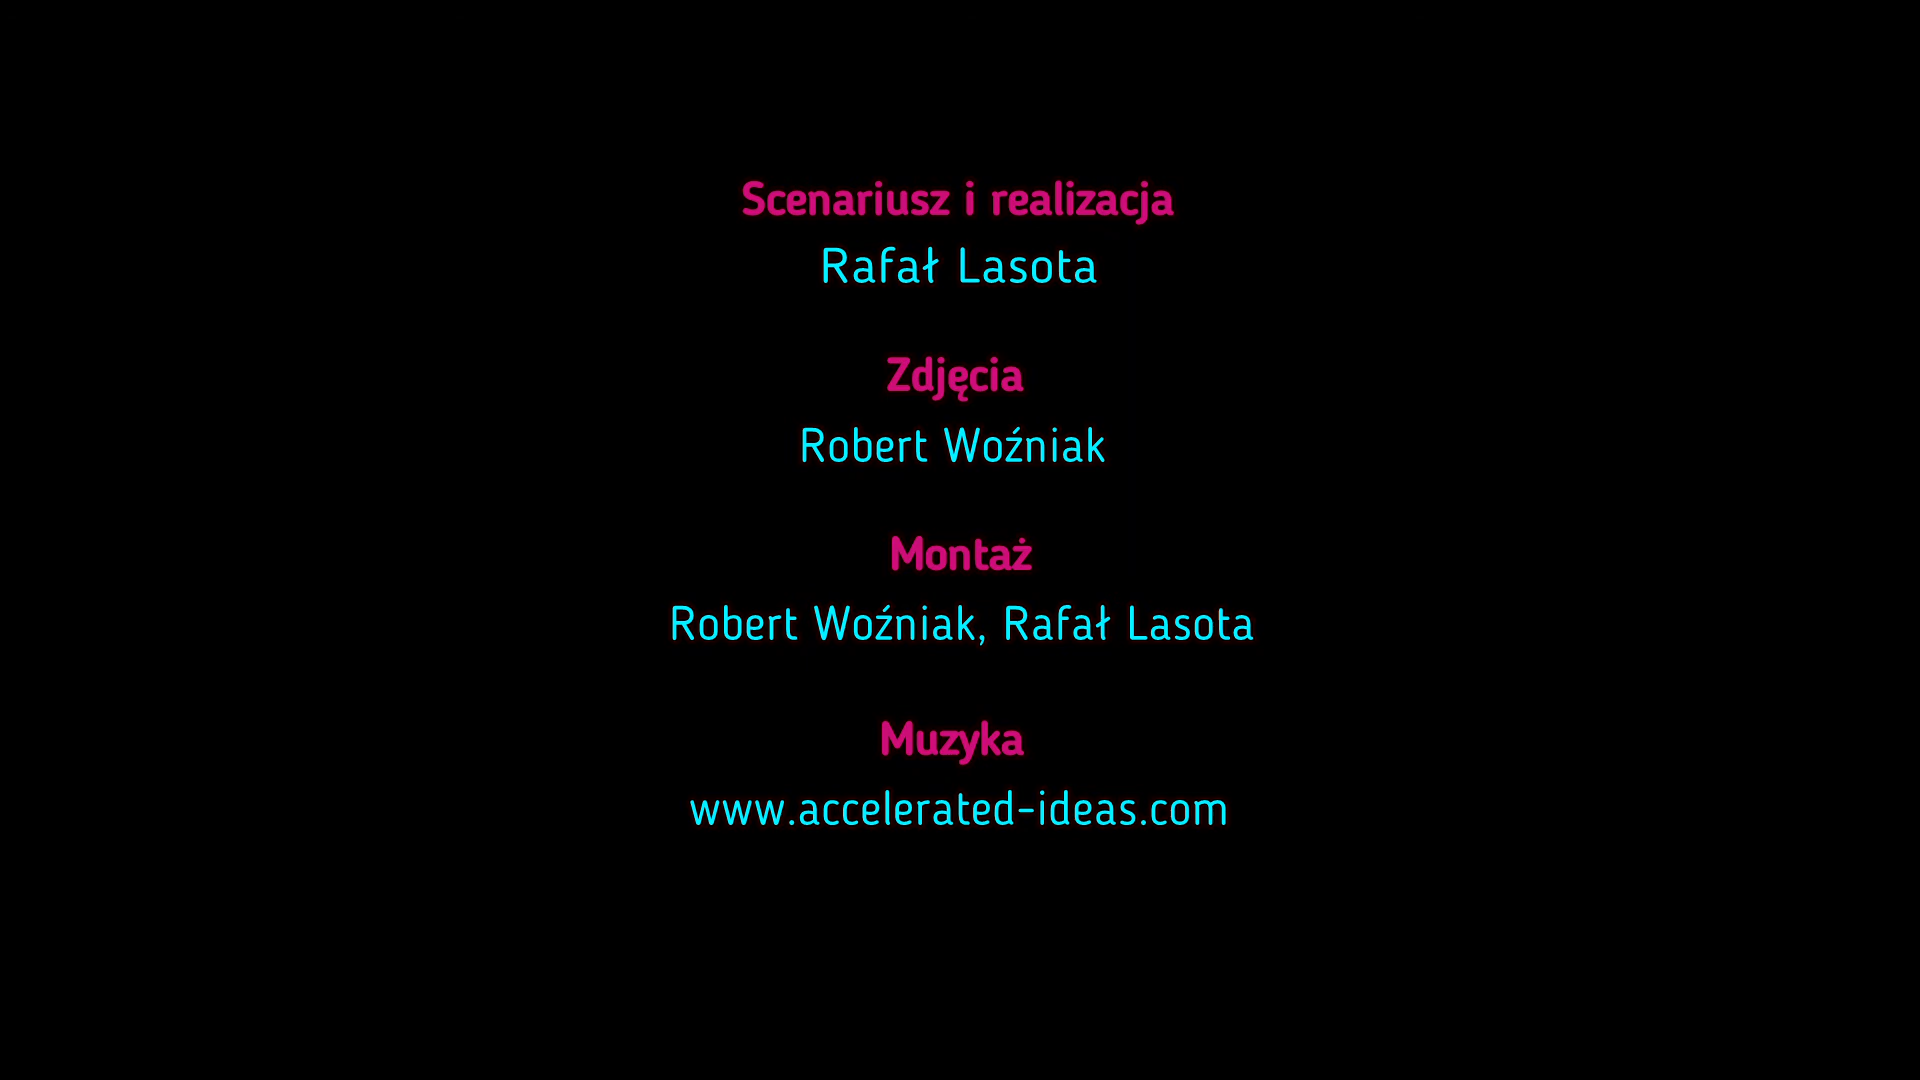 Scenariusz i realizacja
Rafał Lasota
Zdjęcia
Robert Woźniak
Montaż
Robert Woźniak, Rafał Lasota
Muzyka
www.accelerated-ideas.com